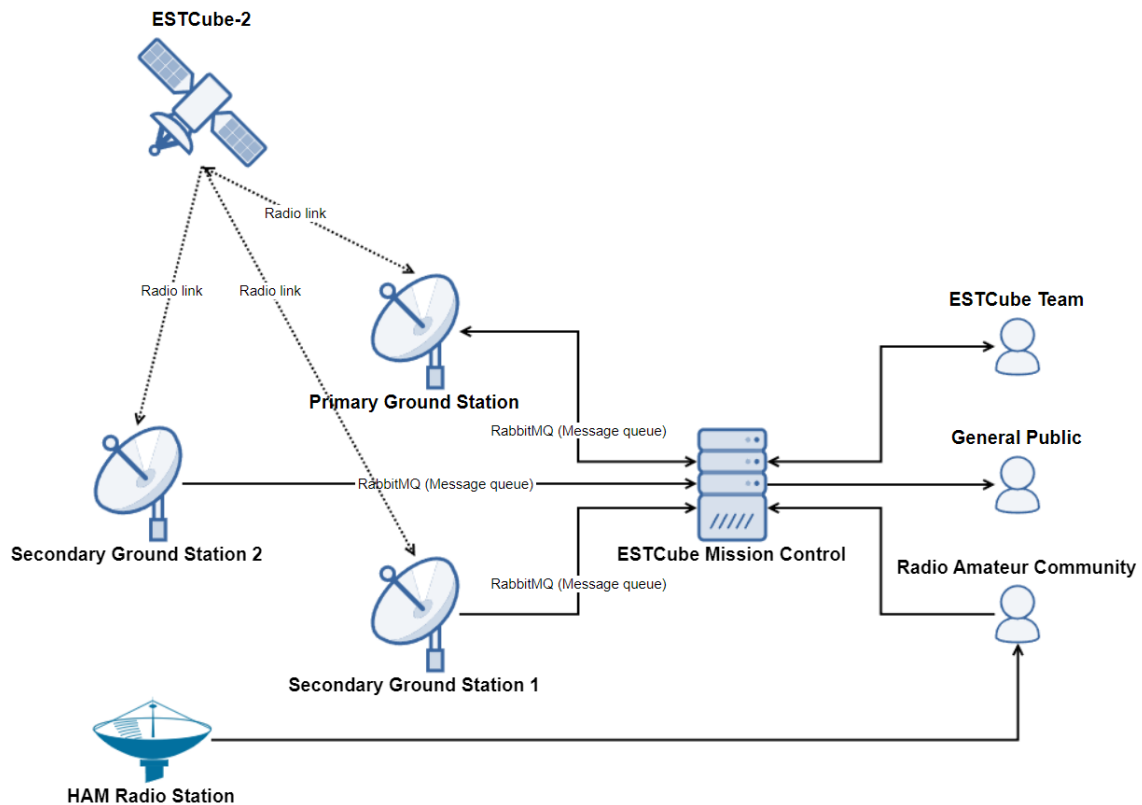 ESTCube-2
Radio link
Radio link
Radio link
ESTCube Team
Primary Ground Station
RabbitMQ (Message queue)
General Public
RabbitMQ (Message queue)
Secondary Ground Station 2
ESTCube Mission Control
Radio Amateur Community
RabbitMQ (Message queue)
Secondary Ground Station 1
HAM Radio Station